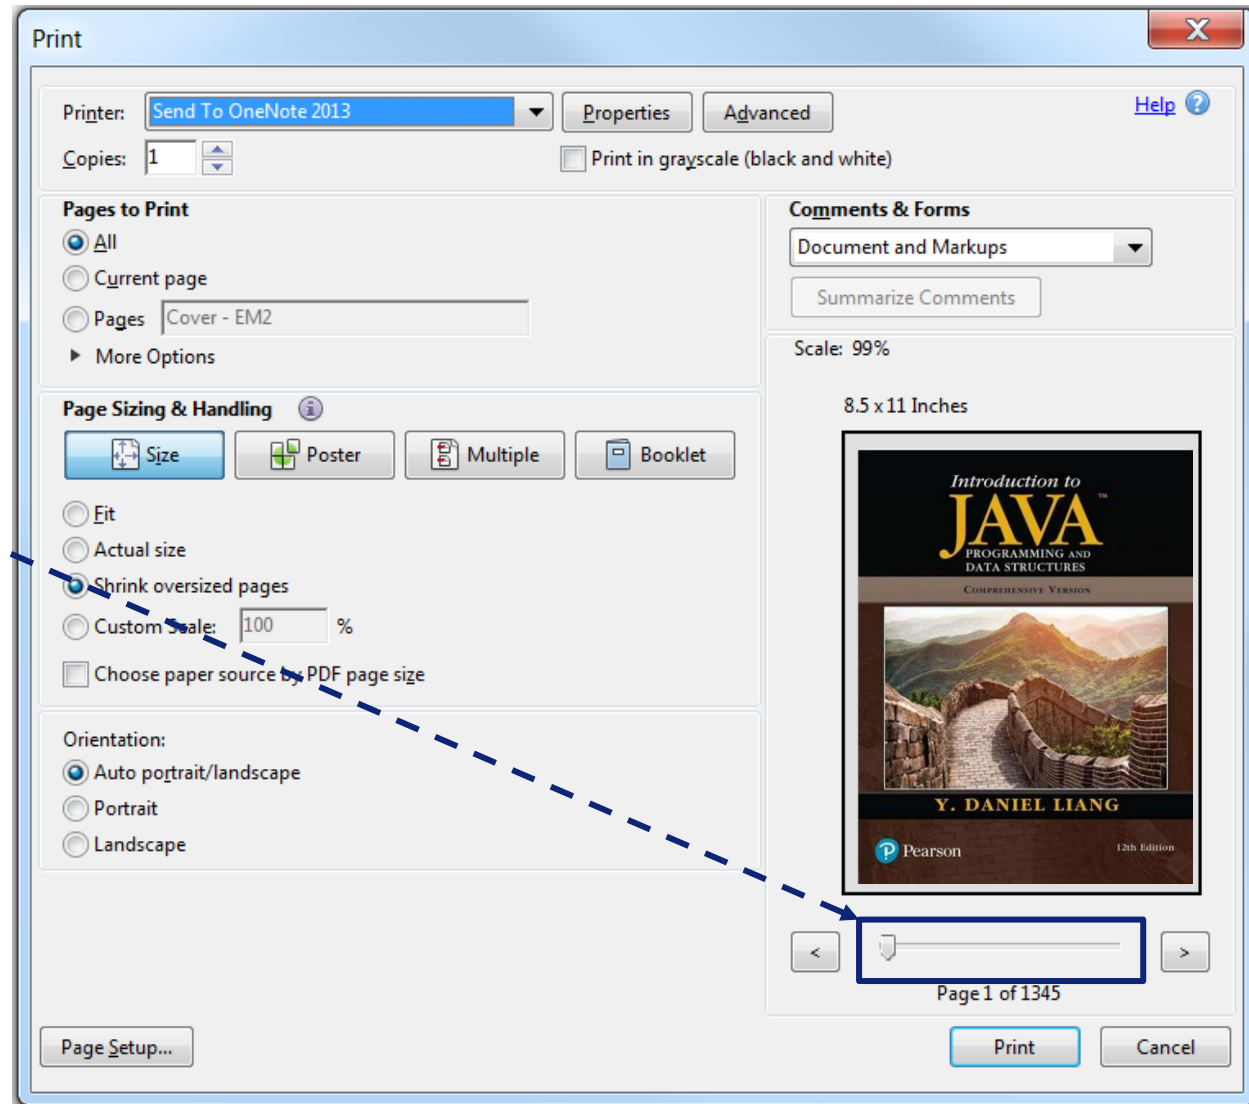 Print
X
Printer: Send To OneNote 2013 Properties Advanced Help ?
Copies: 1 Print in grayscale (black and white)
Pages to Print
All
Current page
Pages Cover - EM2
More Options
Comments & Forms
Document and Markups
Summarize Comments
Page Sizing & Handling i
Size Poster Multiple Booklet
Fit
Actual size
Shrink oversized pages
Custom Scale: 100 %
Choose paper source by PDF page size
Orientation:
Auto portrait/landscape
Portrait
Landscape
Scale: 99%
8.5 x 11 Inches
Introduction to
JAVA™
PROGRAMMING AND
DATA STRUCTURES
COMPREHENSIVE VERSION
Y. DANIEL LIANG
P Pearson 12th Edition
< >
Page 1 of 1345
Page Setup... Print Cancel